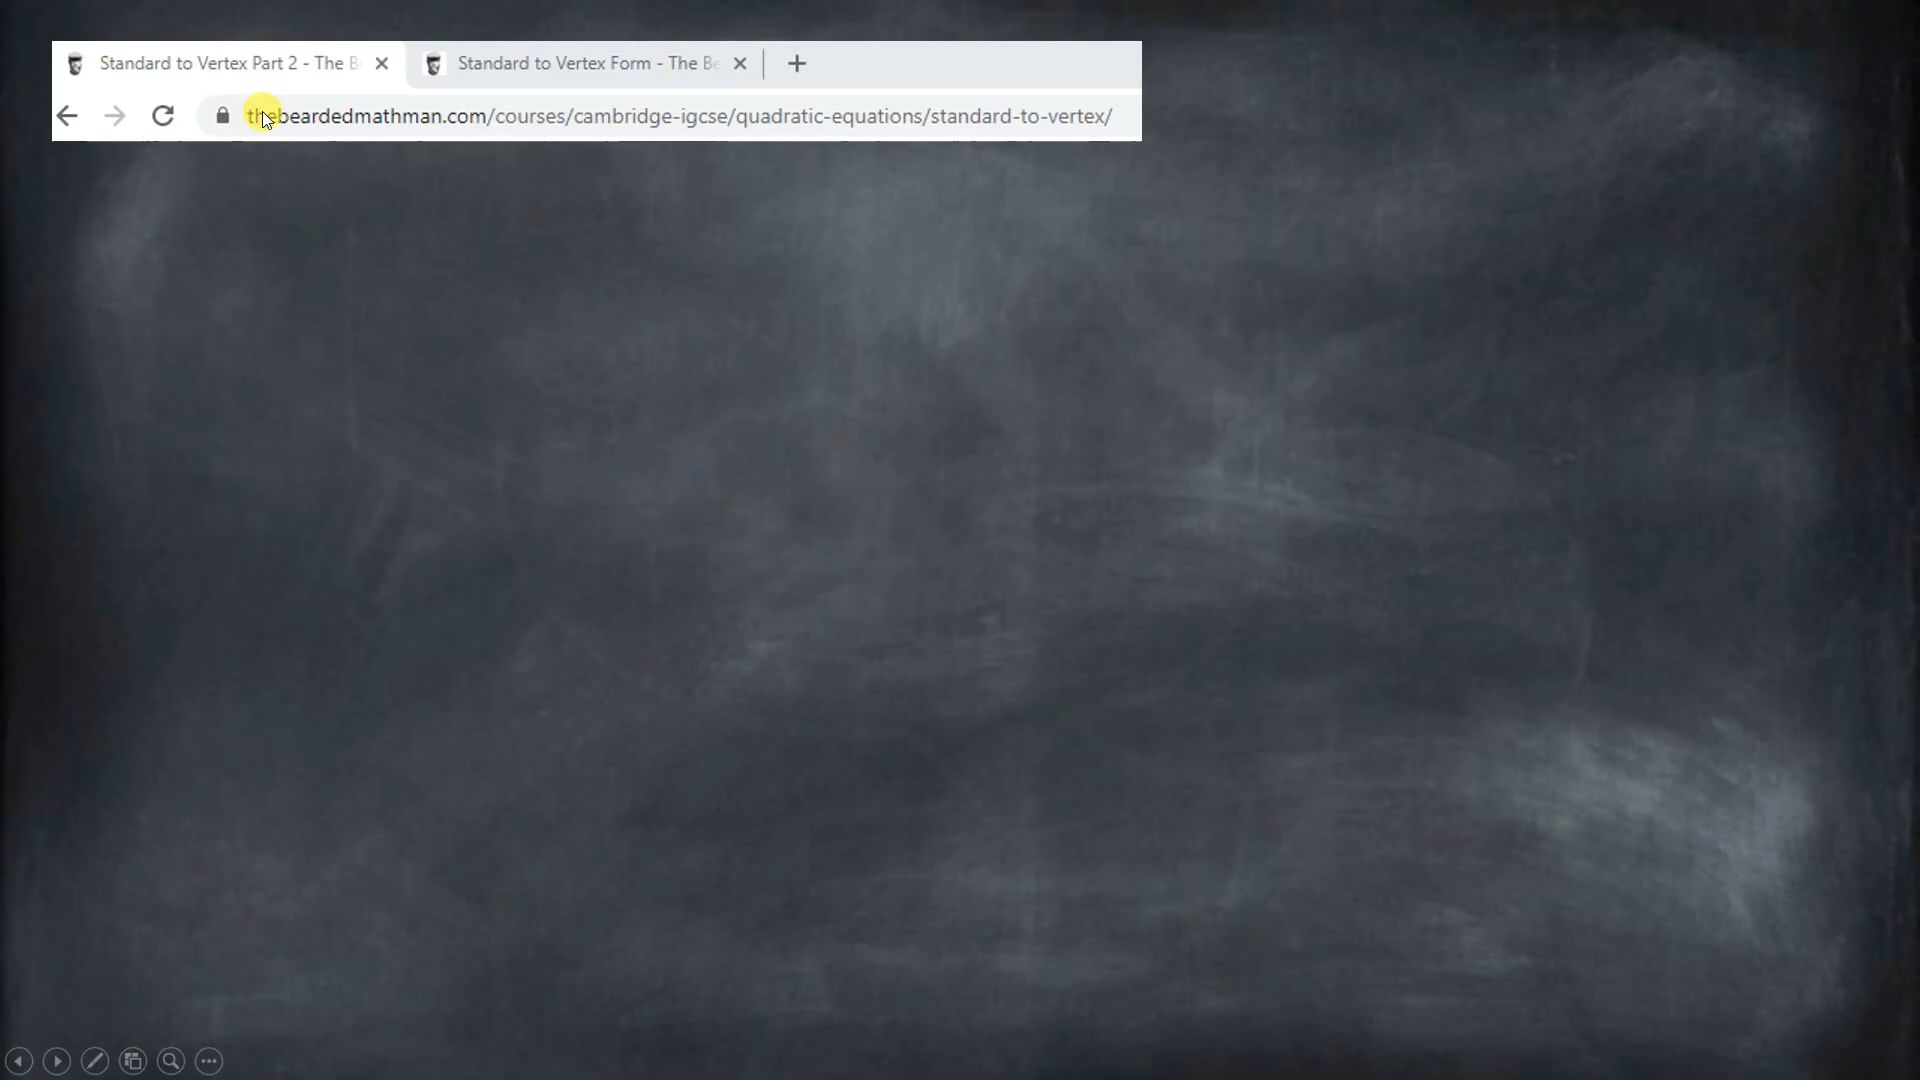 Standard to Vertex Part 2 - The B
Standard to Vertex Form - The Be
thebeardedmathman.com/courses/cambridge-igcse/quadratic-equations/standard-to-vertex/